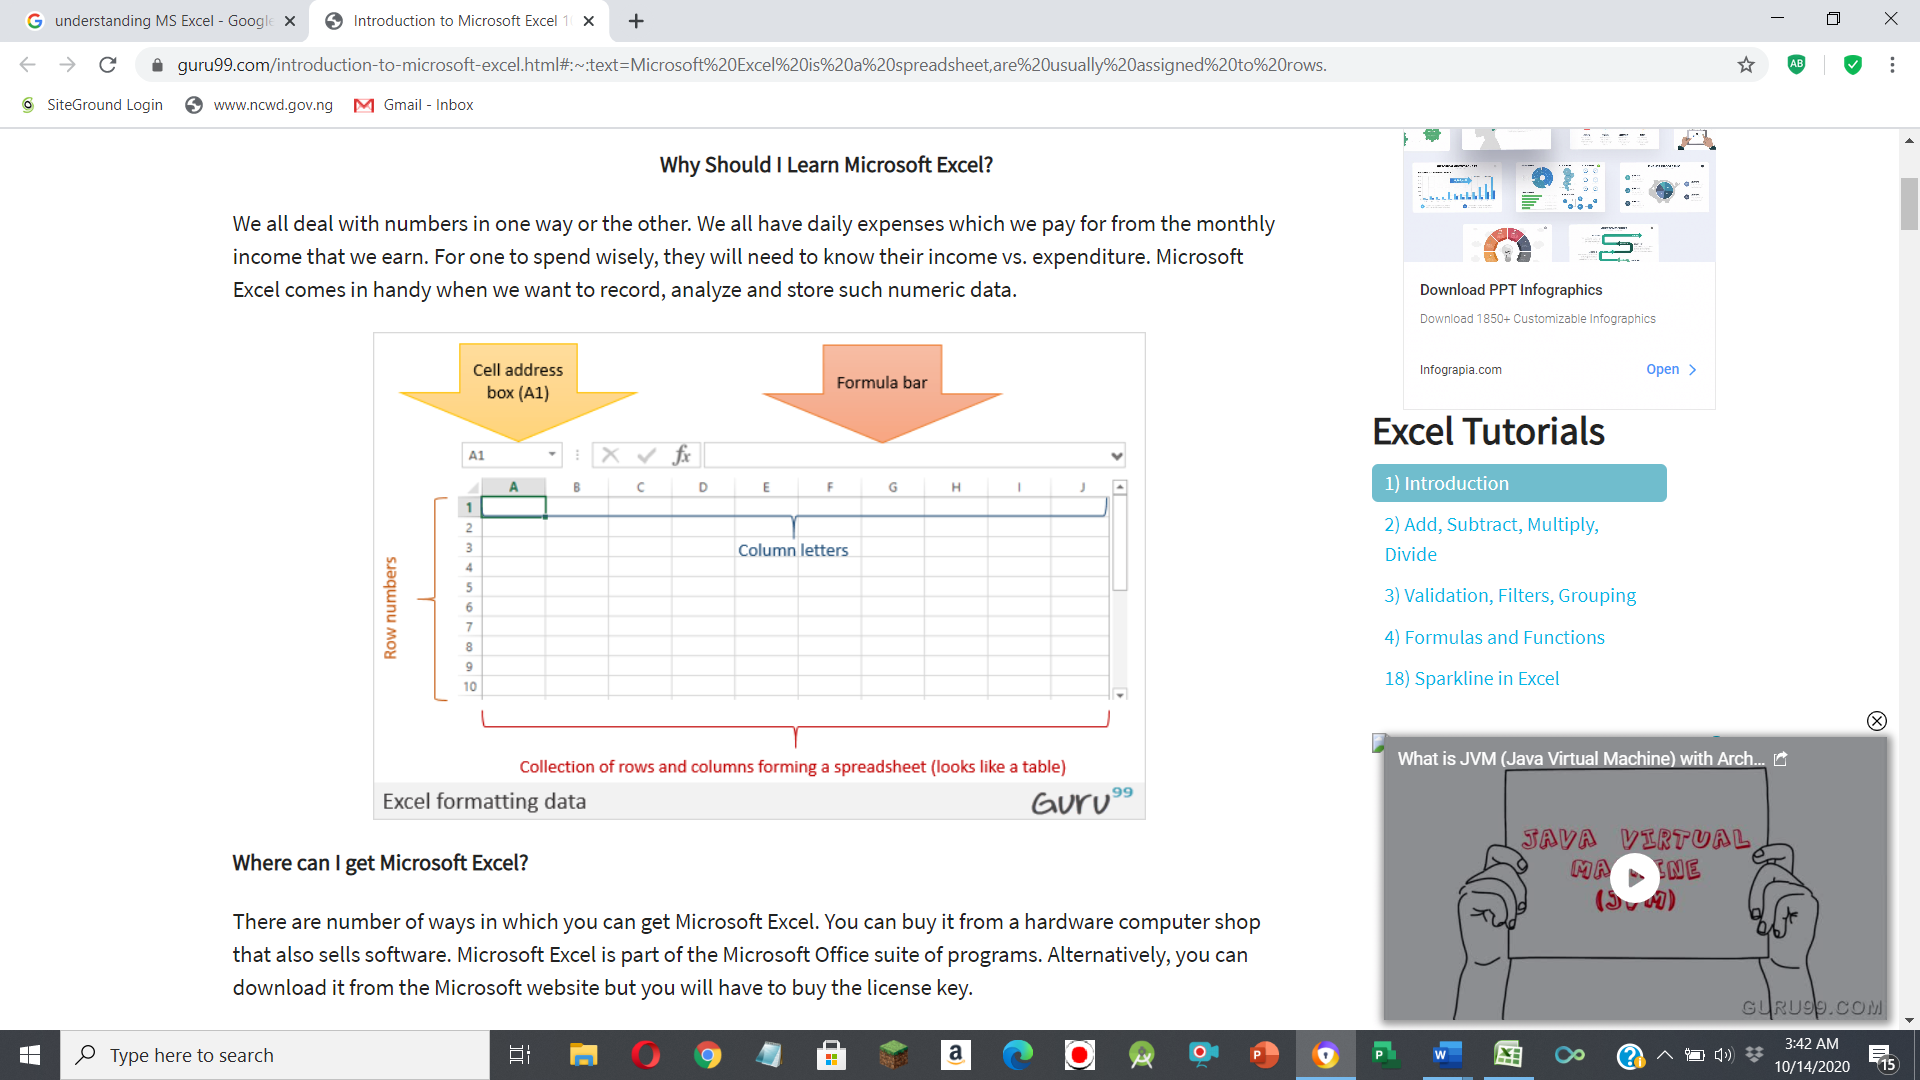 understanding MS Excel - Google
Introduction to Microsoft Excel 1
guru99.com/introduction-to-microsoft-excel.html#:~:text=Microsoft%20Excel%20is%20a%20spreadsheet,are%20usually%20assigned%20to%20rows.
AB
SiteGround Login
www.ncwd.gov.ng
Gmail - Inbox
Why Should I Learn Microsoft Excel?
We all deal with numbers in one way or the other. We all have daily expenses which we pay for from the monthly
income that we earn. For one to spend wisely, they will need to know their income vs. expenditure. Microsoft
Excel comes in handy when we want to record, analyze and store such numeric data.
Cell address
box (A1)
Formula bar
A1
fx
A B C D E F G H I J
1
2
3
4
5
6
7
8
9
10
Column letters
Row numbers
Collection of rows and columns forming a spreadsheet (looks like a table)
Excel formatting data
Guru99
Where can I get Microsoft Excel?
There are number of ways in which you can get Microsoft Excel. You can buy it from a hardware computer shop
that also sells software. Microsoft Excel is part of the Microsoft Office suite of programs. Alternatively, you can
download it from the Microsoft website but you will have to buy the license key.
Download PPT Infographics
Download 1850+ Customizable Infographics
Infograpia.com
Open
Excel Tutorials
1) Introduction
2) Add, Subtract, Multiply,
Divide
3) Validation, Filters, Grouping
4) Formulas and Functions
18) Sparkline in Excel
What is JVM (Java Virtual Machine) with Arch...
JAVA VIRTUAL
MACHINE
(JVM)
GURU99.COM
Type here to search
3:42 AM
10/14/2020
15